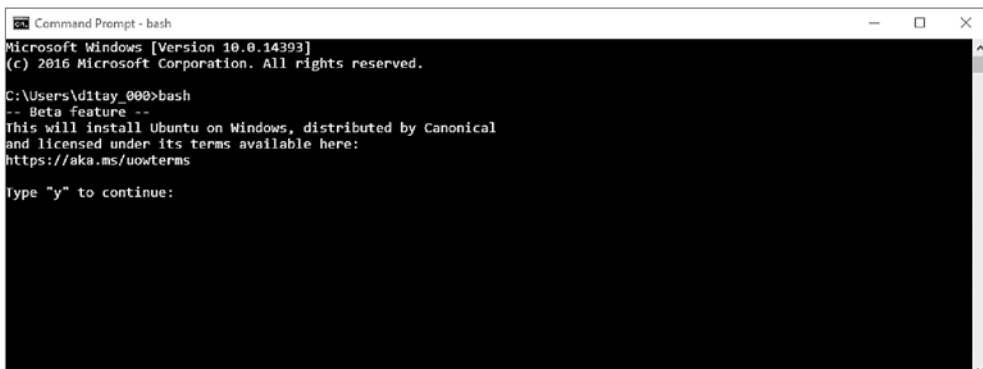 Command Prompt - bash
Microsoft Windows [Version 10.0.14393]
(c) 2016 Microsoft Corporation. All rights reserved.
C:\Users\d1tay_000>bash
-- Beta feature --
This will install Ubuntu on Windows, distributed by Canonical
and licensed under its terms available here:
https://aka.ms/uowterms
Type "y" to continue: